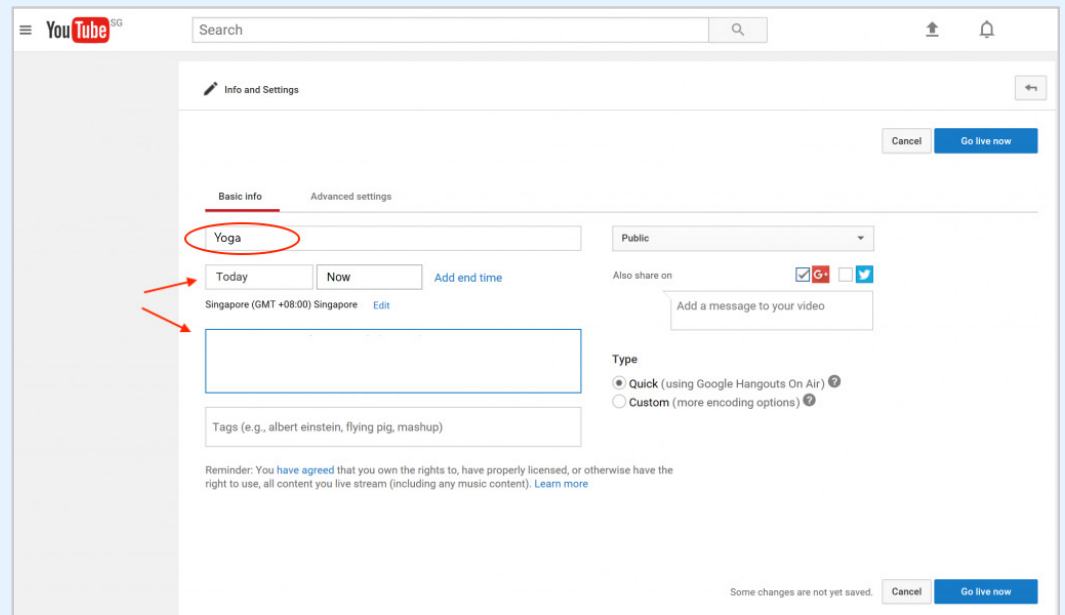 YouTube SG
Search
Info and Settings
Cancel
Go live now
Basic info
Advanced settings
Yoga
Public
Today
Now
Add end time
Also share on
G+
Singapore (GMT +08:00) Singapore
Edit
Add a message to your video
Type
Quick (using Google Hangouts On Air) ?
Custom (more encoding options) ?
Tags (e.g., albert einstein, flying pig, mashup)
Reminder: You have agreed that you own the rights to, have properly licensed, or otherwise have the
right to use, all content you live stream (including any music content). Learn more
Some changes are not yet saved.
Cancel
Go live now